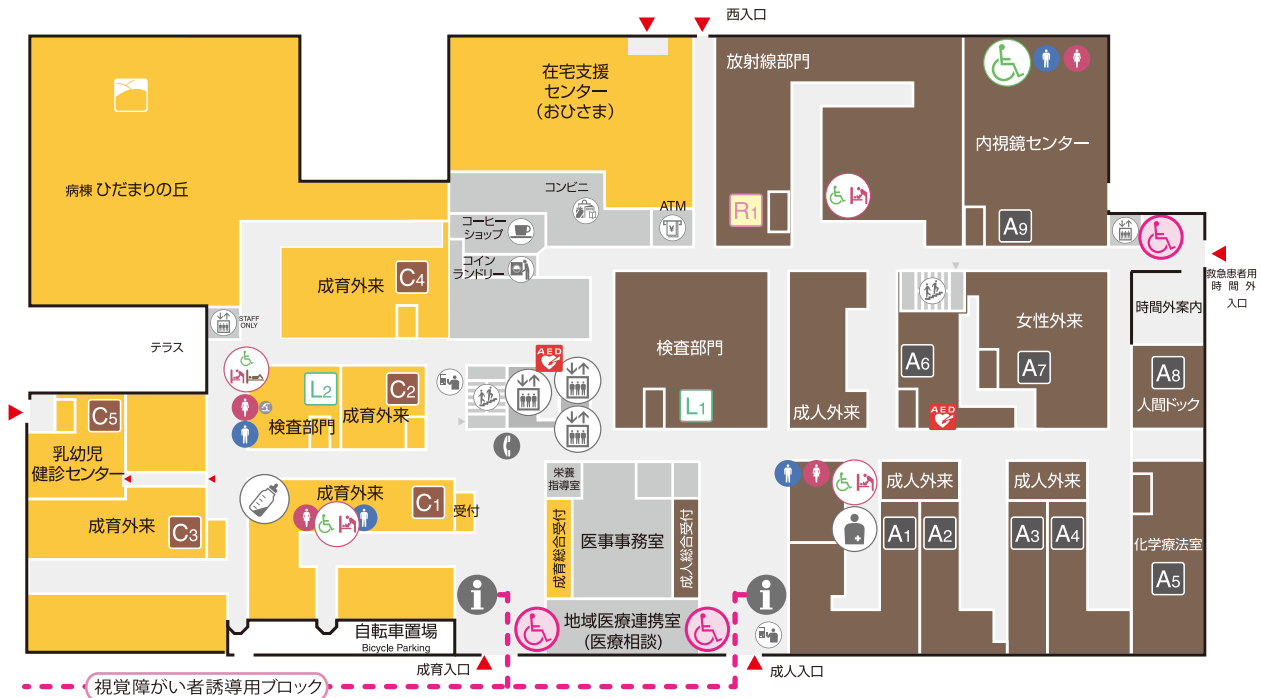 西入口
放射線部門
在宅支援
センター
(おひさま)
内視鏡センター
病棟 ひだまりの丘
コンビニ
コーヒー
ショップ
ATM
R1
A9
コイン
ランドリー
成育外来
C4
救急患者用
時 間 外
入口
時間外案内
STAFF
ONLY
テラス
検査部門
L1
成人外来
A6
女性外来
A7
A8
人間ドック
AED
AED
L2
検査部門
C2
成育外来
C5
乳幼児
健診センター
成育外来
C3
成育外来
C1
受付
栄養
指導室
成育総合受付
医事事務室
成人総合受付
成人外来
A1
A2
成人外来
A3
A4
化学療法室
A5
i
i
地域医療連携室
(医療相談)
自転車置場
Bicycle Parking
成育入口
成人入口
視覚障がい者誘導用ブロック